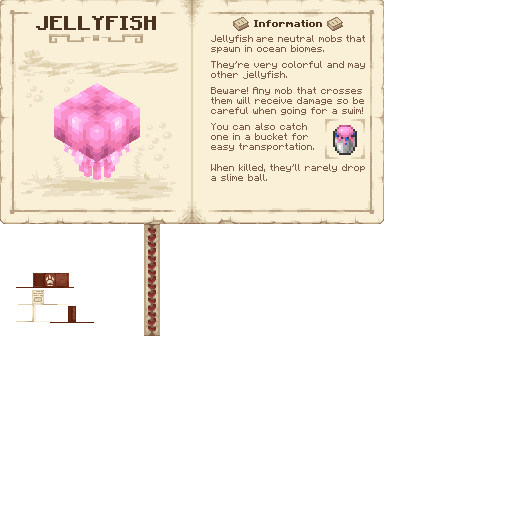 JELLYFISH
Information
Jellyfish are neutral mobs that
spawn in ocean biomes.
They're very colorful and may
other jellyfish.
Beware! Any mob that crosses
them will receive damage so be
careful when going for a swim!
You can also catch
one in a bucket for
easy transportation.
When killed, they'll rarely drop
a slime ball.